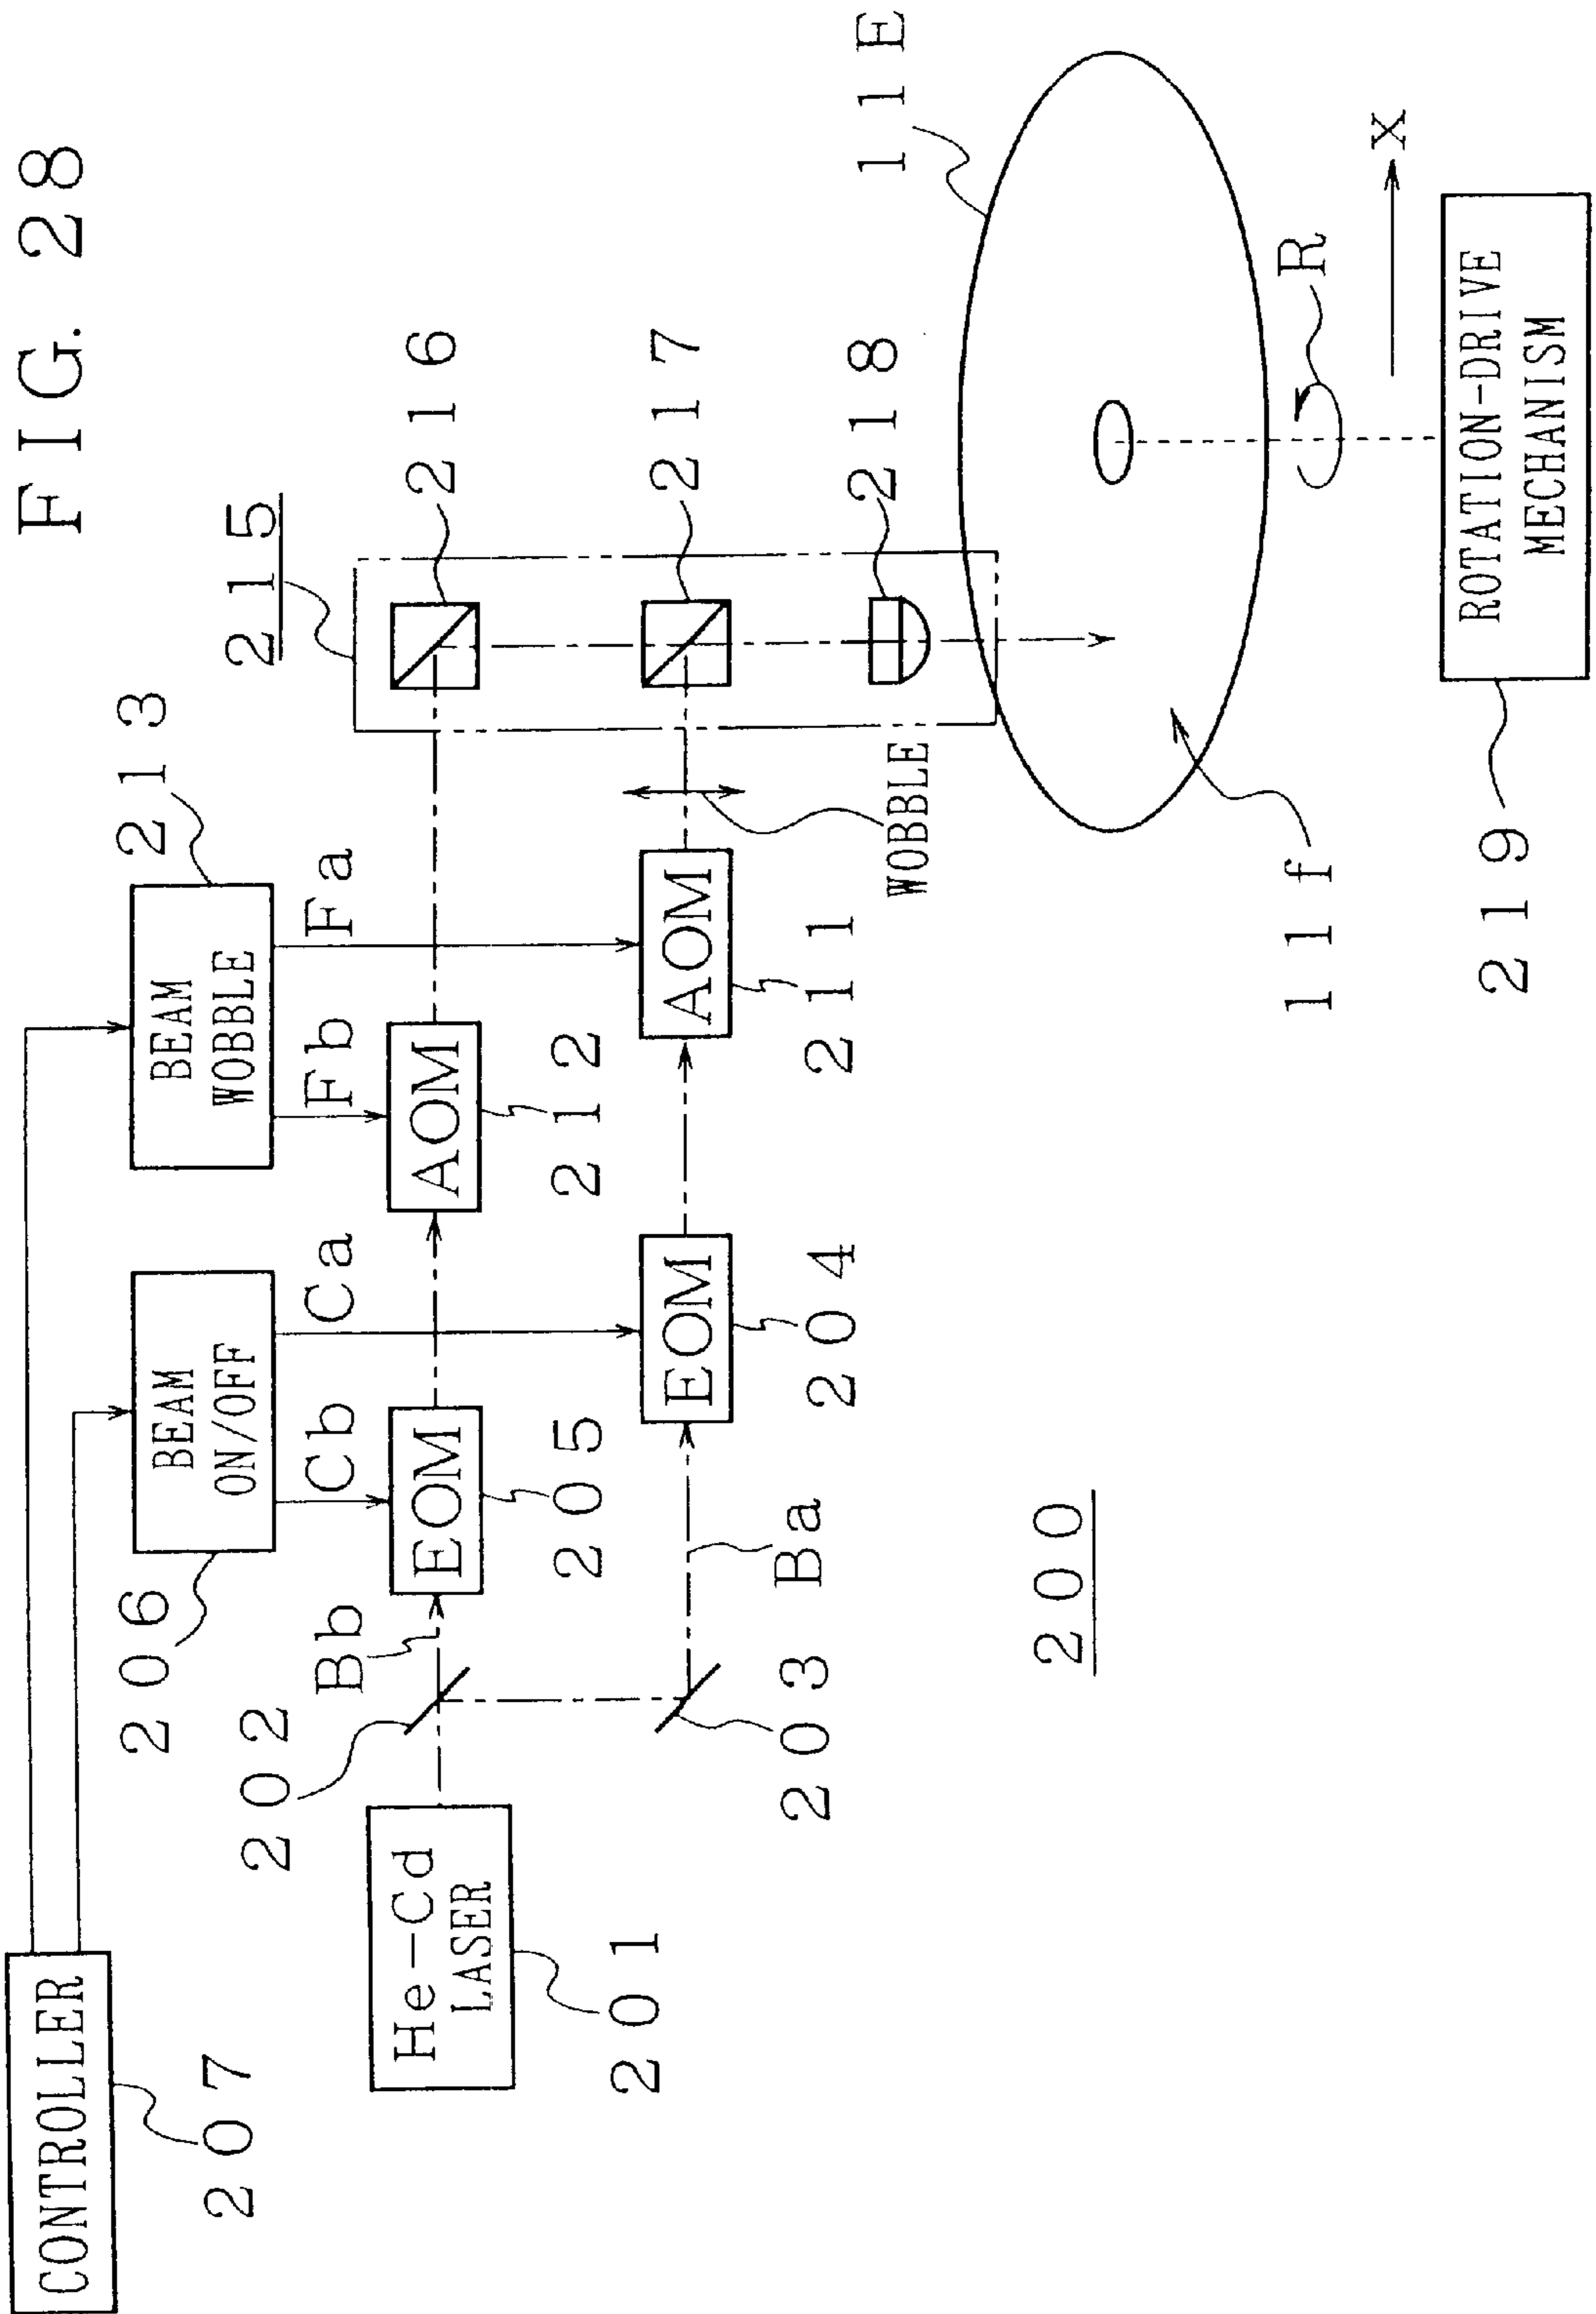 FIG. 28
CONTROLLER
207
BEAM
ON/OFF
206
BEAM
WOBBLE
213
Cb
Ca
Fb
Fa
215
He-Cd
LASER
201
202
Bb
EOM
205
AOM
212
216
203
Ba
EOM
204
AOM
211
WOBBLE
217
218
11E
11f
R
x
ROTATION-DRIVE
MECHANISM
219
200